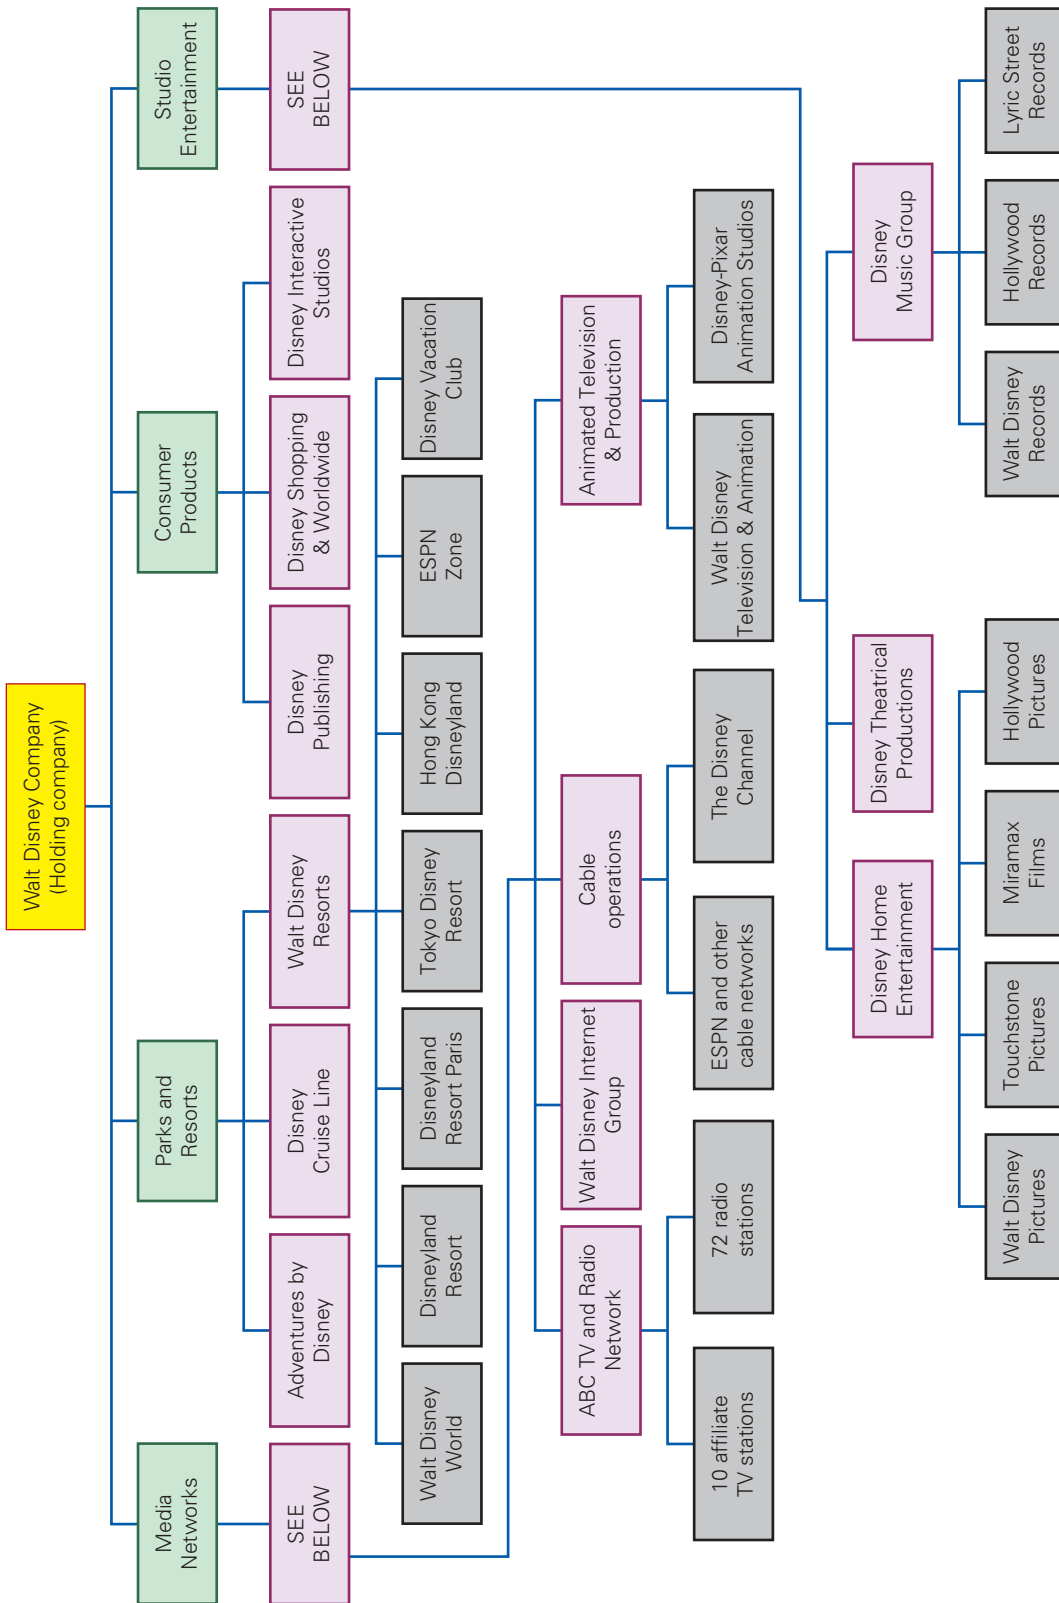 Walt Disney Company
(Holding company)
Media
Networks
Parks and
Resorts
Consumer
Products
Studio
Entertainment
SEE
BELOW
Adventures by
Disney
Disney
Cruise Line
Walt Disney
Resorts
Disney
Publishing
Disney Shopping
& Worldwide
Disney Interactive
Studios
SEE
BELOW
Walt Disney
World
Disneyland
Resort
Disneyland
Resort Paris
Tokyo Disney
Resort
Hong Kong
Disneyland
ESPN
Zone
Disney Vacation
Club
ABC TV and Radio
Network
Walt Disney Internet
Group
Cable
operations
Animated Television
& Production
10 affiliate
TV stations
72 radio
stations
ESPN and other
cable networks
The Disney
Channel
Walt Disney
Television & Animation
Disney-Pixar
Animation Studios
Disney Home
Entertainment
Disney Theatrical
Productions
Disney
Music Group
Walt Disney
Pictures
Touchstone
Pictures
Miramax
Films
Hollywood
Pictures
Walt Disney
Records
Hollywood
Records
Lyric Street
Records